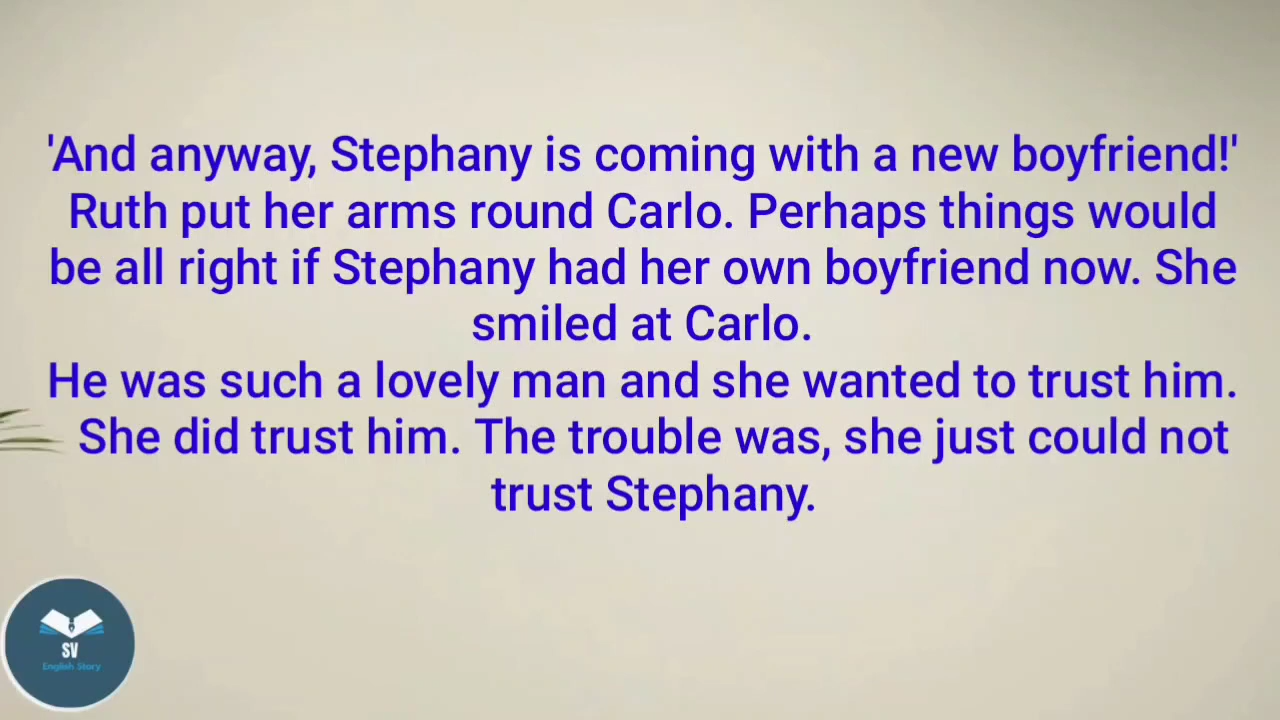 'And anyway, Stephany is coming with a new boyfriend!'
Ruth put her arms round Carlo. Perhaps things would
be all right if Stephany had her own boyfriend now. She
smiled at Carlo.
He was such a lovely man and she wanted to trust him.
She did trust him. The trouble was, she just could not
trust Stephany.
SV
English Story